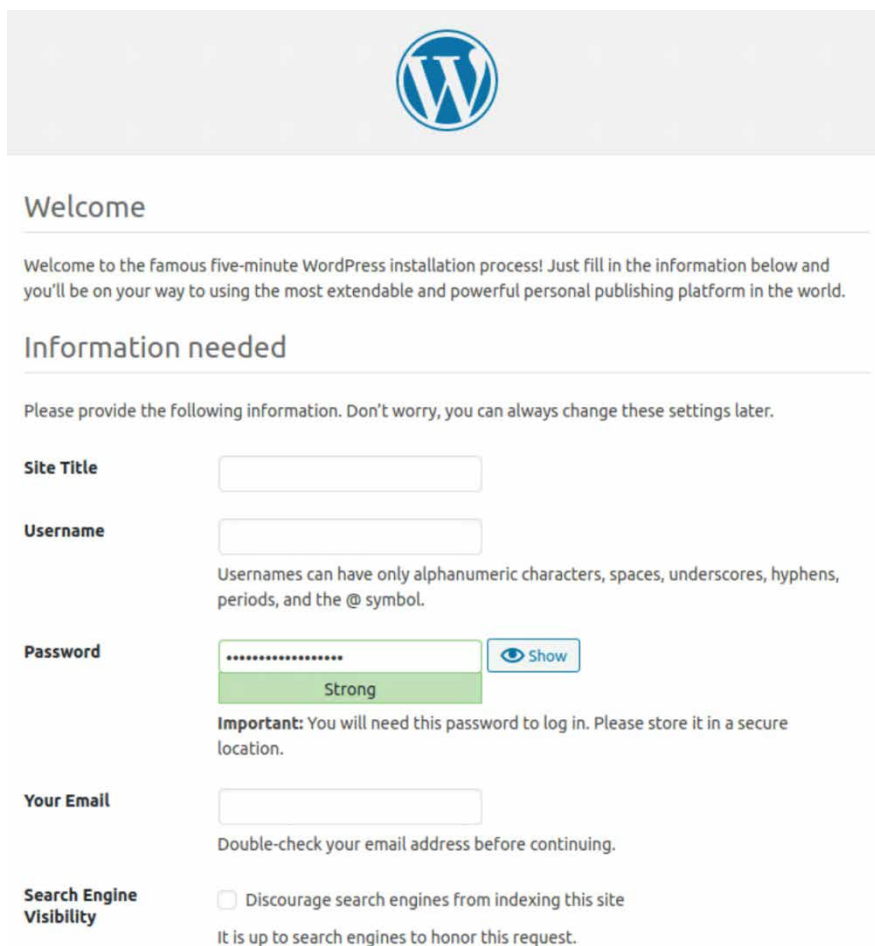 Welcome
Welcome to the famous five-minute WordPress installation process! Just fill in the information below and
you'll be on your way to using the most extendable and powerful personal publishing platform in the world.
Information needed
Please provide the following information. Don't worry, you can always change these settings later.
Site Title
Username
Usernames can have only alphanumeric characters, spaces, underscores, hyphens,
periods, and the @ symbol.
Password
•••••••••••••••••• Show
Strong
Important: You will need this password to log in. Please store it in a secure
location.
Your Email
Double-check your email address before continuing.
Search Engine
Visibility
Discourage search engines from indexing this site
It is up to search engines to honor this request.